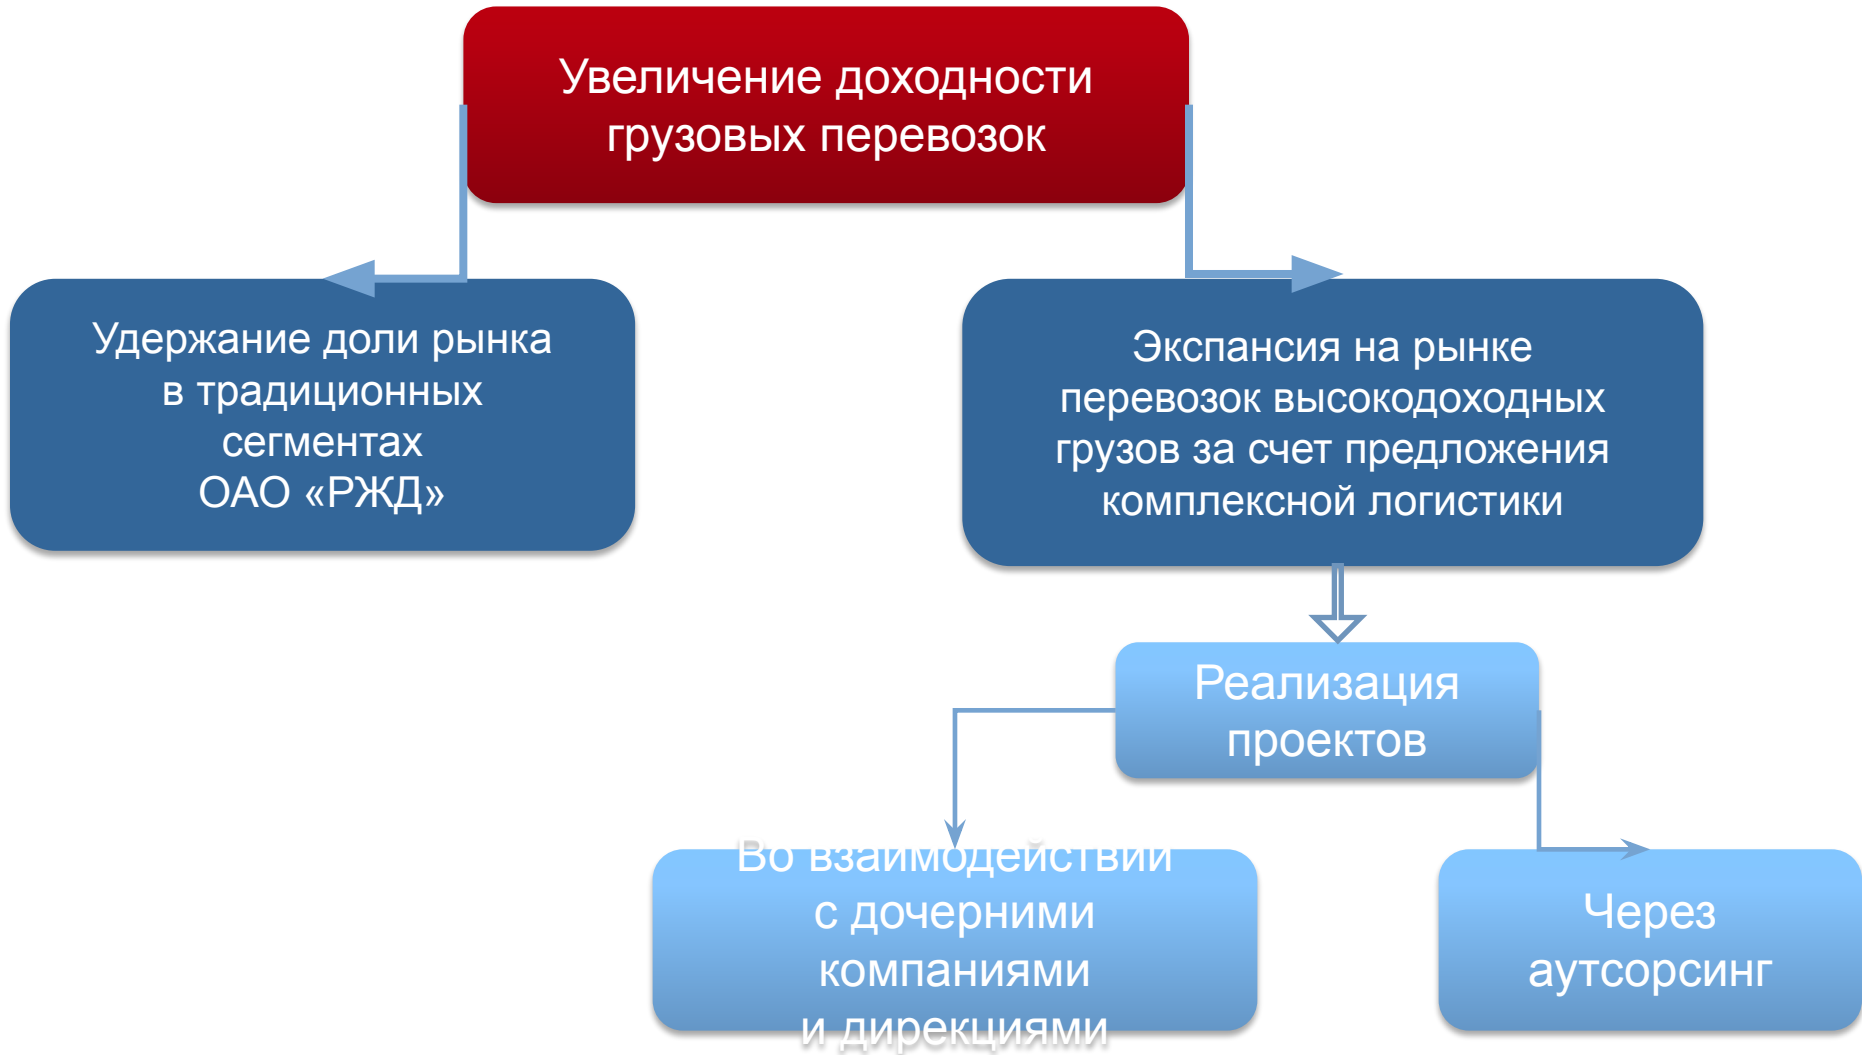 Увеличение доходности
грузовых перевозок
Удержание доли рынка
в традиционных
сегментах
ОАО «РЖД»
Экспансия на рынке
перевозок высокодоходных
грузов за счет предложения
комплексной логистики
Реализация
проектов
Во взаимодействии
с дочерними
компаниями
и дирекциями
Через
аутсорсинг